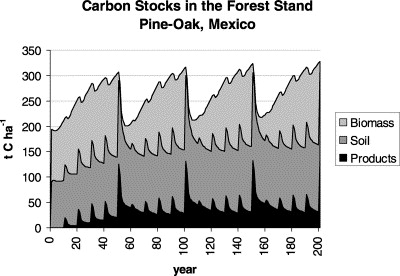 Carbon Stocks in the Forest Stand
Pine-Oak, Mexico
t C ha⁻¹
350
300
250
200
150
100
50
0
0
20
40
60
80
100
120
140
160
180
200
year
Biomass
Soil
Products